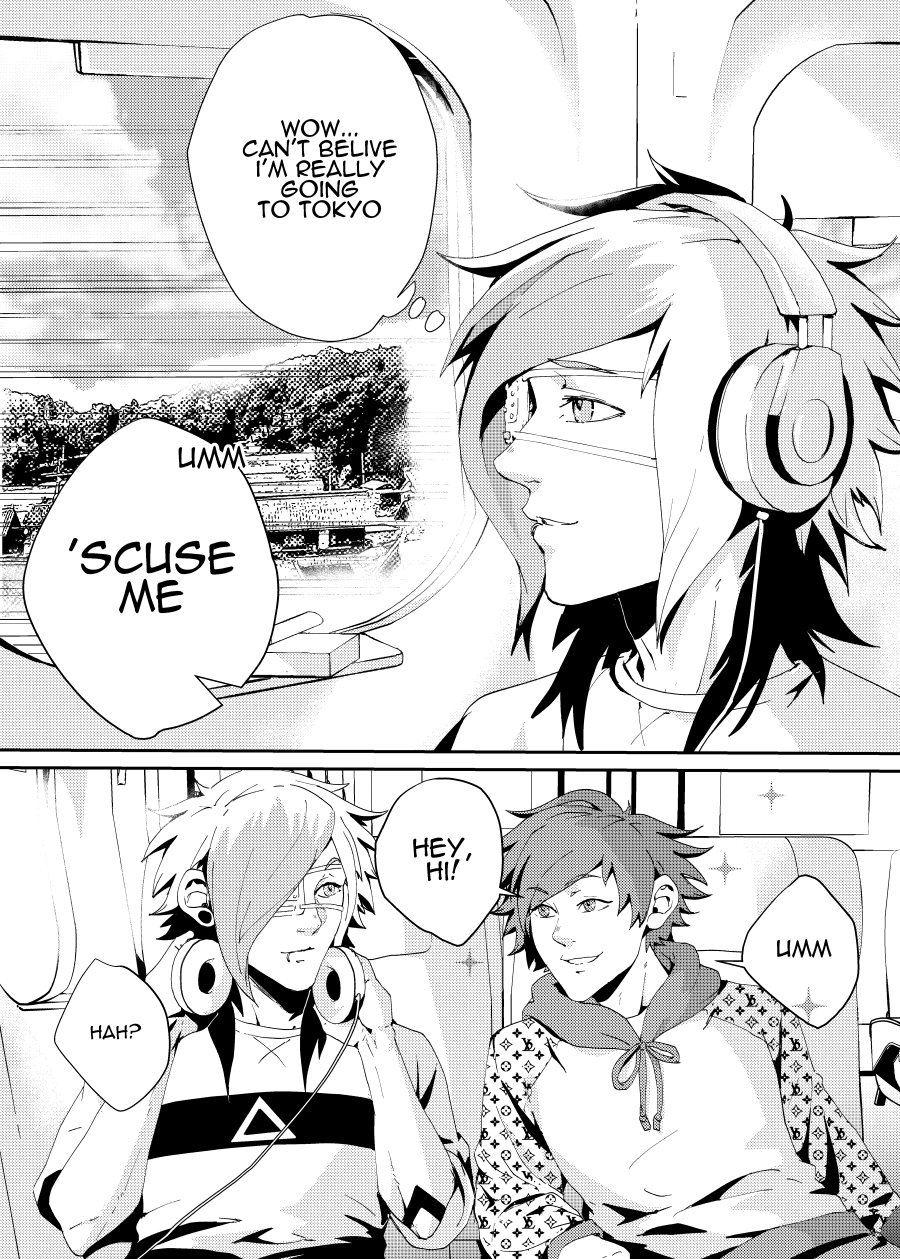 WOW...
CAN'T BELIVE
I'M REALLY
GOING
TO TOKYO
UMM
'SCUSE
ME
HEY,
HI!
UMM
HAH?